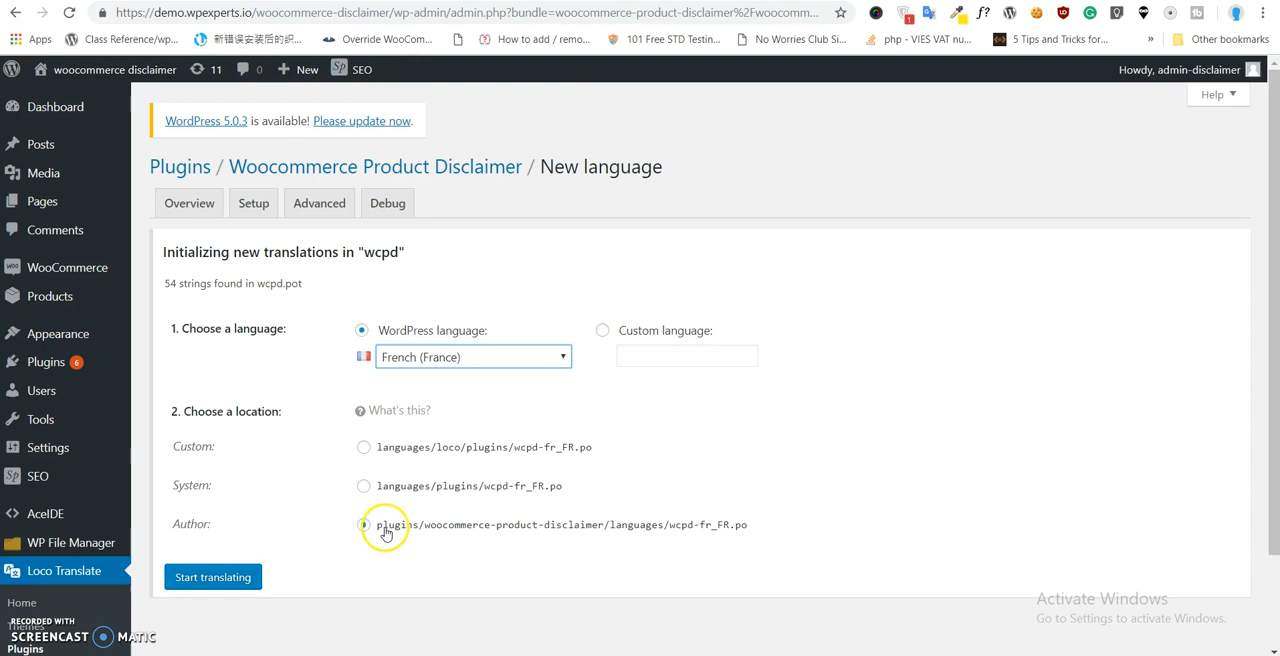 https://demo.wpexperts.io/woocommerce-disclaimer/wp-admin/admin.php?bundle=woocommerce-product-disclaimer%2Fwoocomm...
Apps
Class Reference/wp...
新错误安装后的织...
Override WooCom...
How to add / remo...
101 Free STD Testin...
No Worries Club Si...
php - VIES VAT nu...
5 Tips and Tricks for...
»
Other bookmarks
woocommerce disclaimer
11
0
New
SEO
Howdy, admin-disclaimer
Help
Dashboard
Posts
Media
Pages
Comments
WooCommerce
Products
Appearance
Plugins 6
Users
Tools
Settings
SEO
AceIDE
WP File Manager
Loco Translate
Home
Themes
Plugins
WordPress 5.0.3 is available! Please update now.
Plugins / Woocommerce Product Disclaimer / New language
Overview
Setup
Advanced
Debug
Initializing new translations in "wcpd"
54 strings found in wcpd.pot
1. Choose a language:
WordPress language:
Custom language:
French (France)
2. Choose a location:
What's this?
Custom:
languages/loco/plugins/wcpd-fr_FR.po
System:
languages/plugins/wcpd-fr_FR.po
Author:
plugins/woocommerce-product-disclaimer/languages/wcpd-fr_FR.po
Start translating
Activate Windows
Go to Settings to activate Windows.
RECORDED WITH
SCREENCAST MATIC